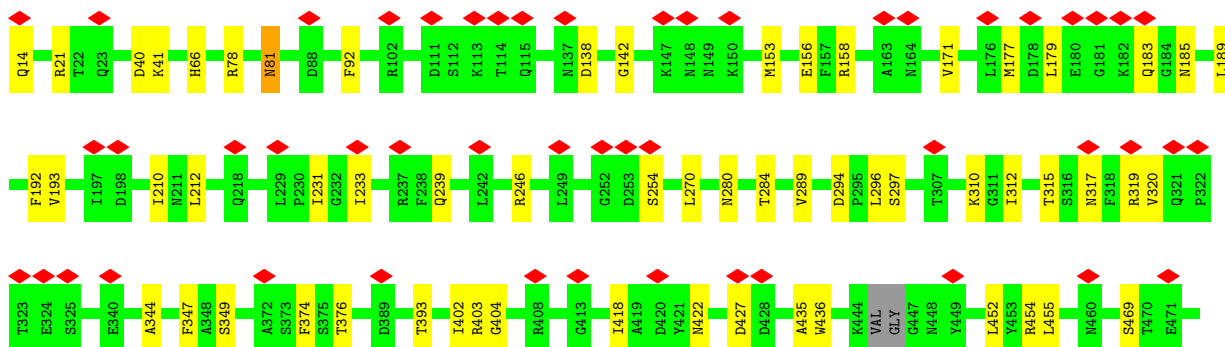 Q14 R21 T22 Q23 D40 K41 H66 R78 N81 D88 F92 R102 D111 S112 K113 T114 Q115 N137 D138 G142 K147 N148 N149 K150 M153 E156 F157 R158 A163 N164 V171 L176 M177 D178 L179 E180 G181 K182 Q183 G184 N185 L189
F192 V193 I197 D198 I210 N211 L212 Q218 L229 P230 I231 G232 I233 R237 F238 Q239 L242 R246 L249 G252 D253 S254 L270 N280 T284 V289 D294 P295 L296 S297 T307 K310 G311 I312 T315 S316 N317 F318 R319 V320 Q321 P322
T323 E324 S325 E340 A344 F347 A348 S349 A372 S373 F374 S375 T376 D389 T393 I402 R403 G404 R408 G413 I418 A419 D420 Y421 N422 D427 D428 A435 W436 K444 VAL GLY G447 N448 Y449 L452 Y453 R454 L455 N460 S469 T470 E471